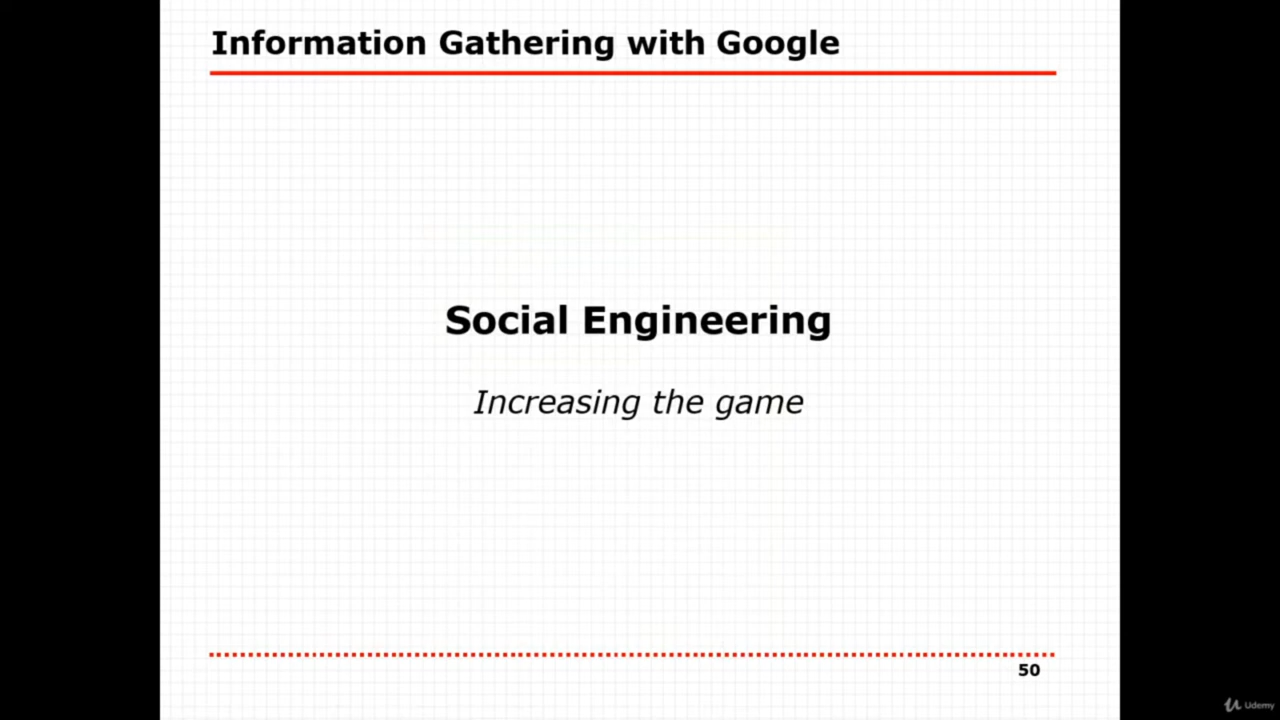 Information Gathering with Google
Social Engineering
Increasing the game
50
Udemy